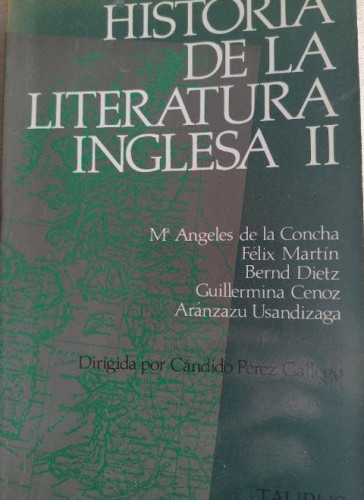 HISTORIA
DE LA
LITERATURA
INGLESA II
Mª Angeles de la Concha
Félix Martín
Bernd Dietz
Guillermina Cenoz
Aránzazu Usandizaga
Dirigida por Cándido Pérez Gállego
TAURUS